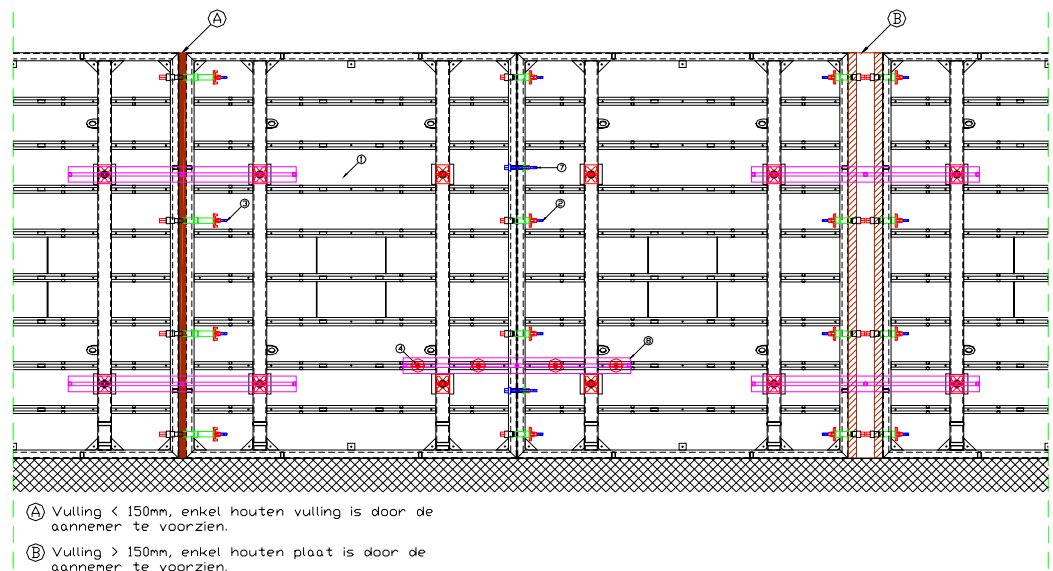 A
B
1
7
3
2
4
8
A Vulling < 150mm, enkel houten vulling is door de
aannemer te voorzien.
B Vulling > 150mm, enkel houten plaat is door de
aannemer te voorzien.